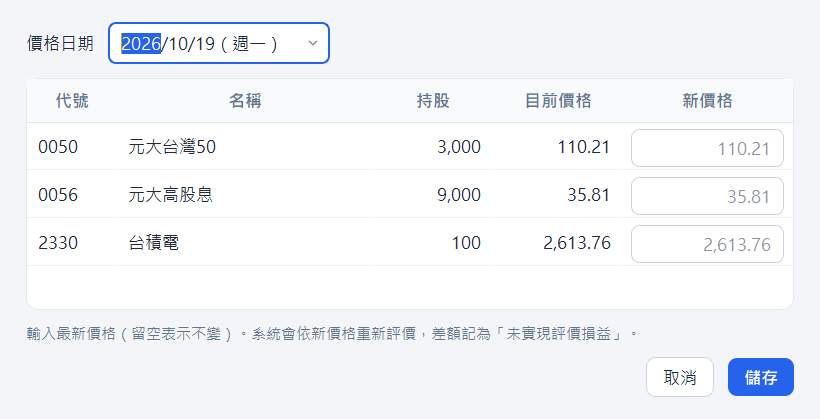 價格日期 2026/10/19（週一）
代號 名稱 持股 目前價格 新價格
0050 元大台灣50 3,000 110.21 110.21
0056 元大高股息 9,000 35.81 35.81
2330 台積電 100 2,613.76 2,613.76
輸入最新價格（留空表示不變）。系統會依新價格重新評價，差額記為「未實現評價損益」。
取消 儲存